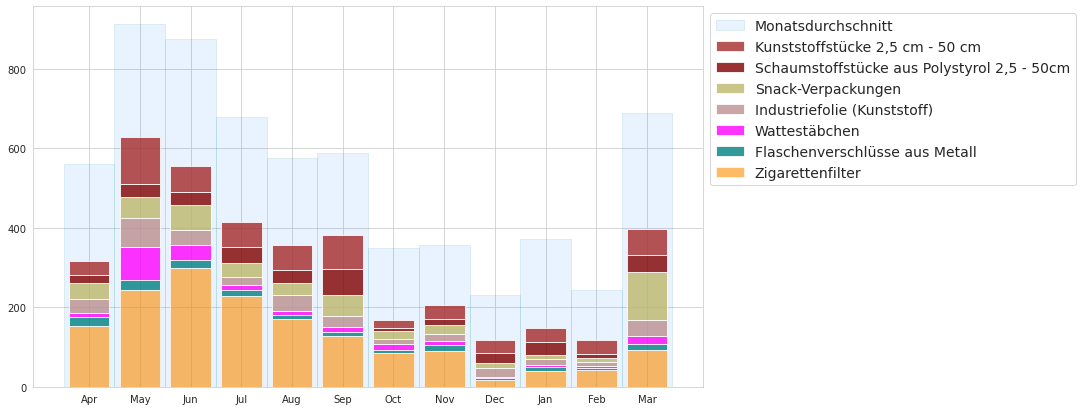 800
600
400
200
0
Apr May Jun Jul Aug Sep Oct Nov Dec Jan Feb Mar
Monatsdurchschnitt
Kunststoffstücke 2,5 cm - 50 cm
Schaumstoffstücke aus Polystyrol 2,5 - 50cm
Snack-Verpackungen
Industriefolie (Kunststoff)
Wattestäbchen
Flaschenverschlüsse aus Metall
Zigarettenfilter